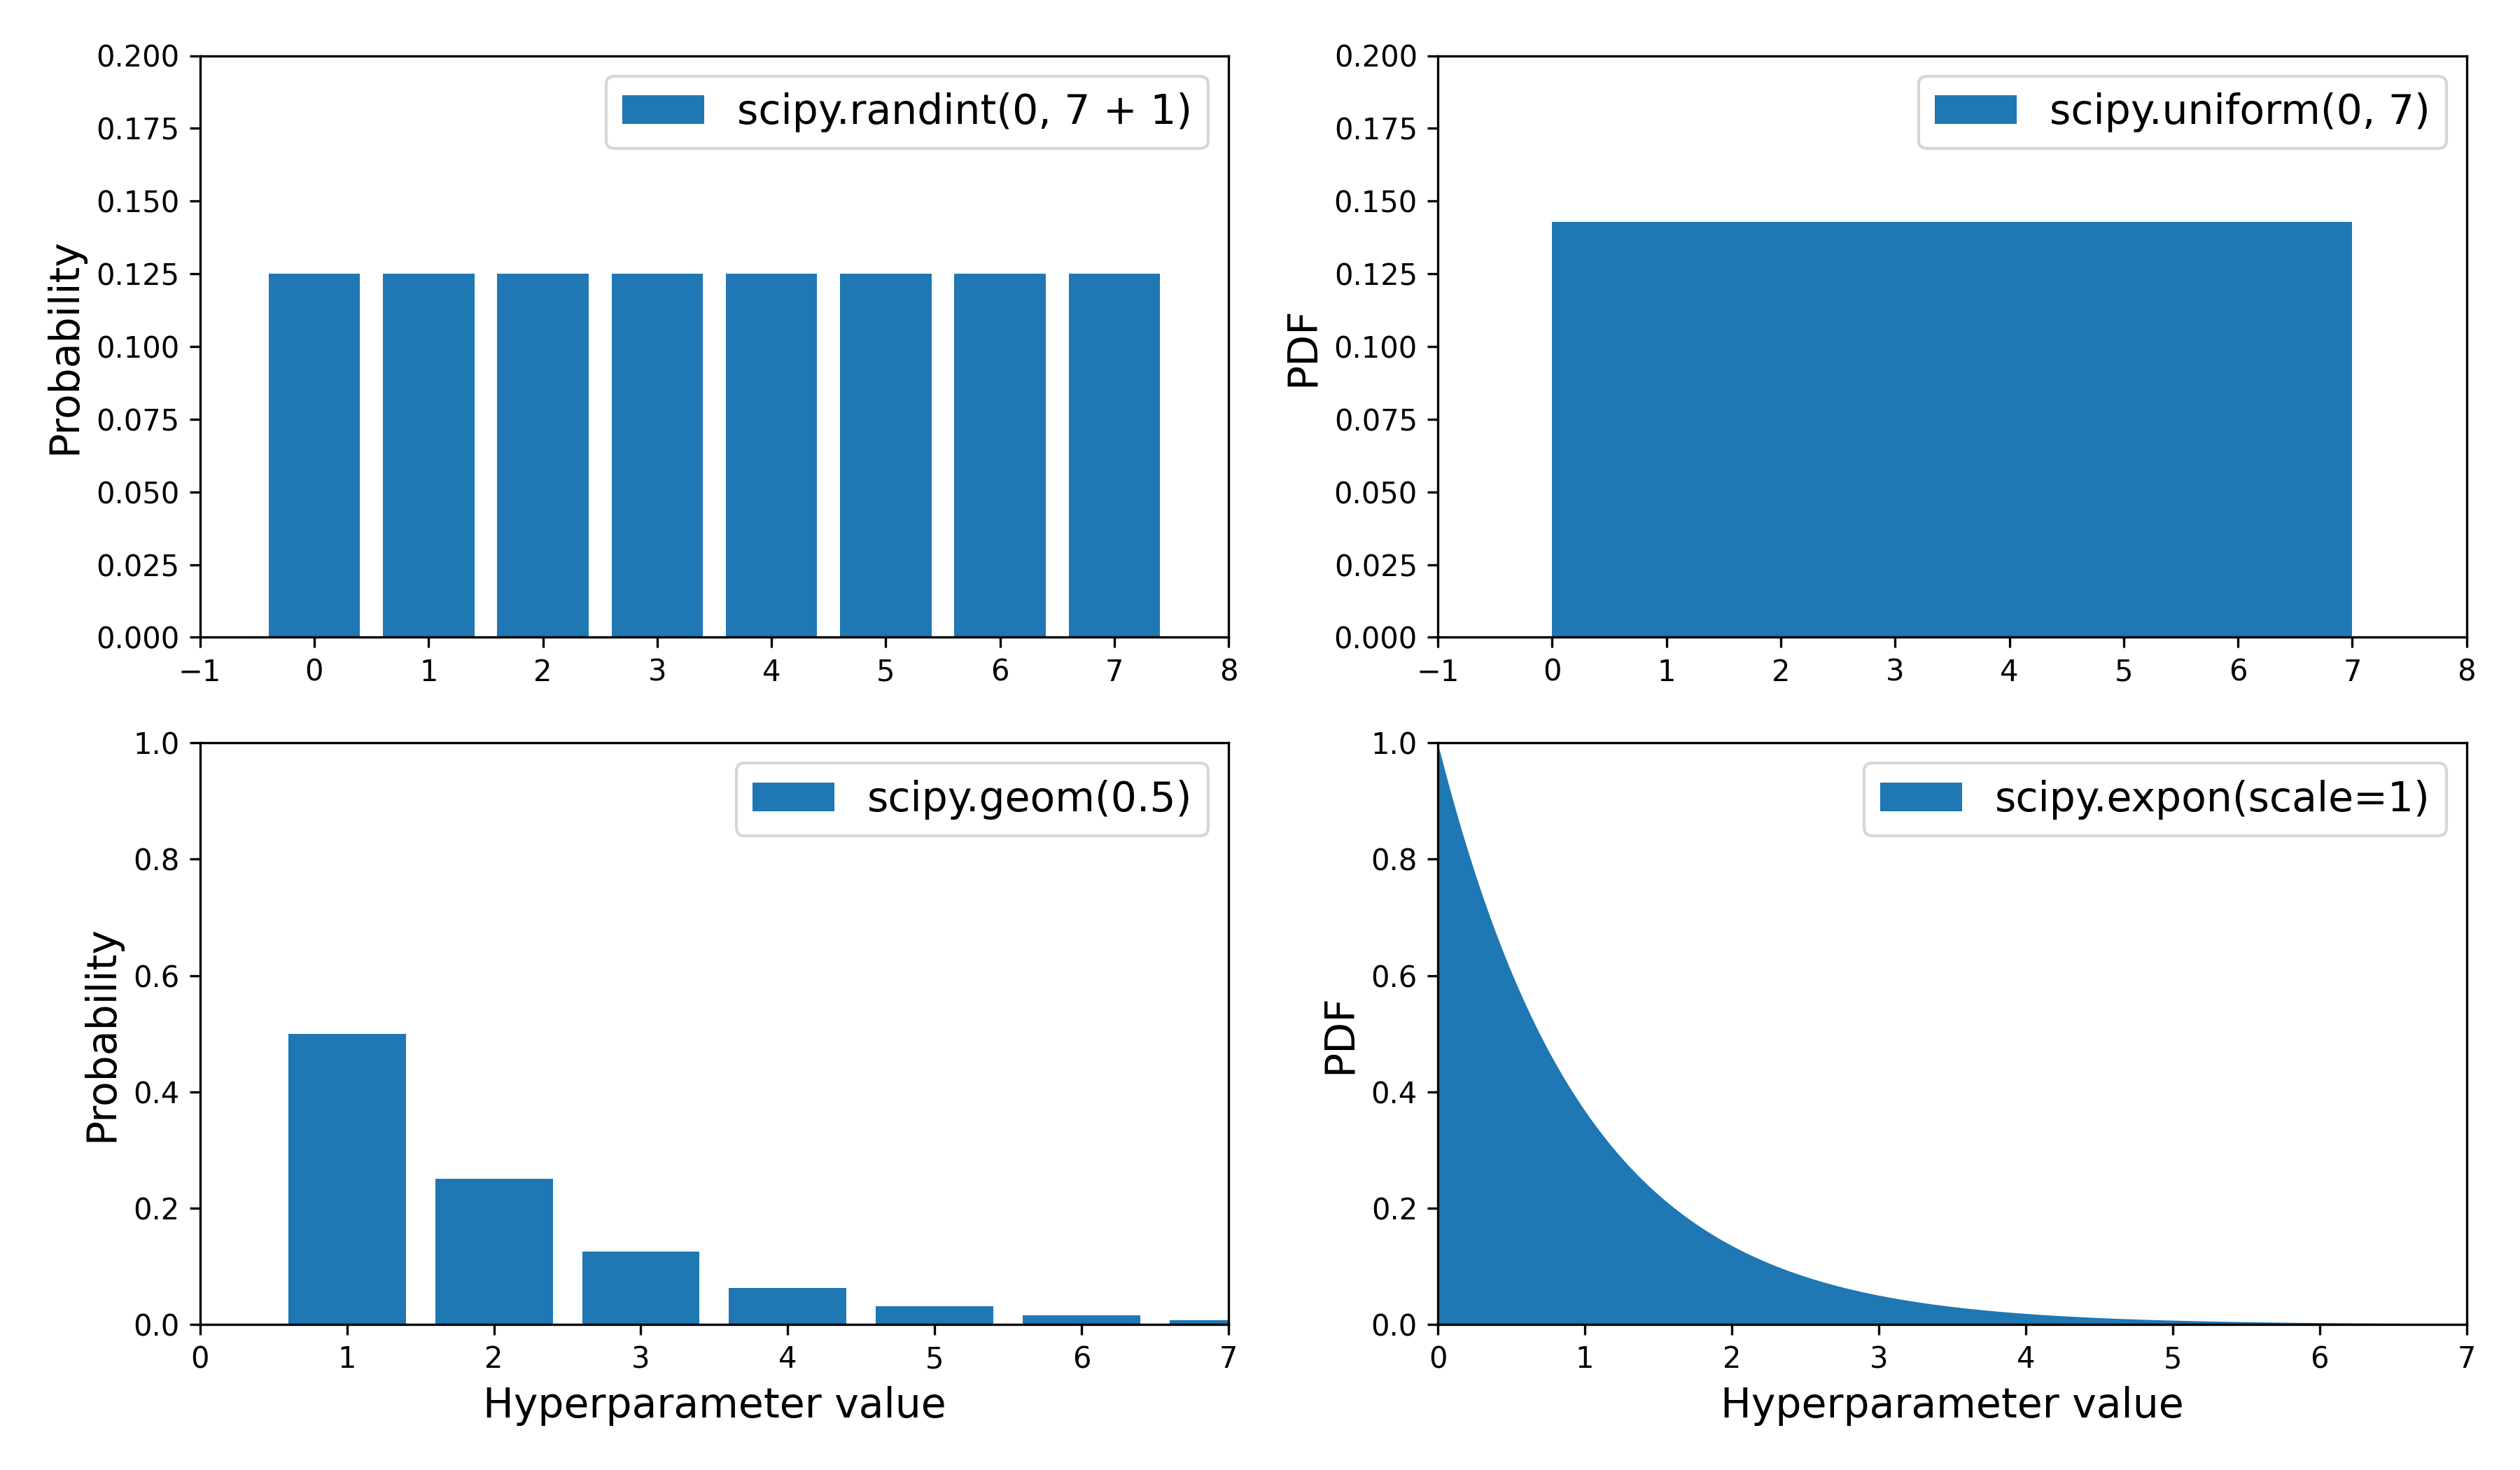 scipy.randint(0, 7 + 1)
Probability
0.200
0.175
0.150
0.125
0.100
0.075
0.050
0.025
0.000
−1 0 1 2 3 4 5 6 7 8
scipy.uniform(0, 7)
PDF
0.200
0.175
0.150
0.125
0.100
0.075
0.050
0.025
0.000
−1 0 1 2 3 4 5 6 7 8
scipy.geom(0.5)
Probability
1.0
0.8
0.6
0.4
0.2
0.0
0 1 2 3 4 5 6 7
Hyperparameter value
scipy.expon(scale=1)
PDF
1.0
0.8
0.6
0.4
0.2
0.0
0 1 2 3 4 5 6 7
Hyperparameter value